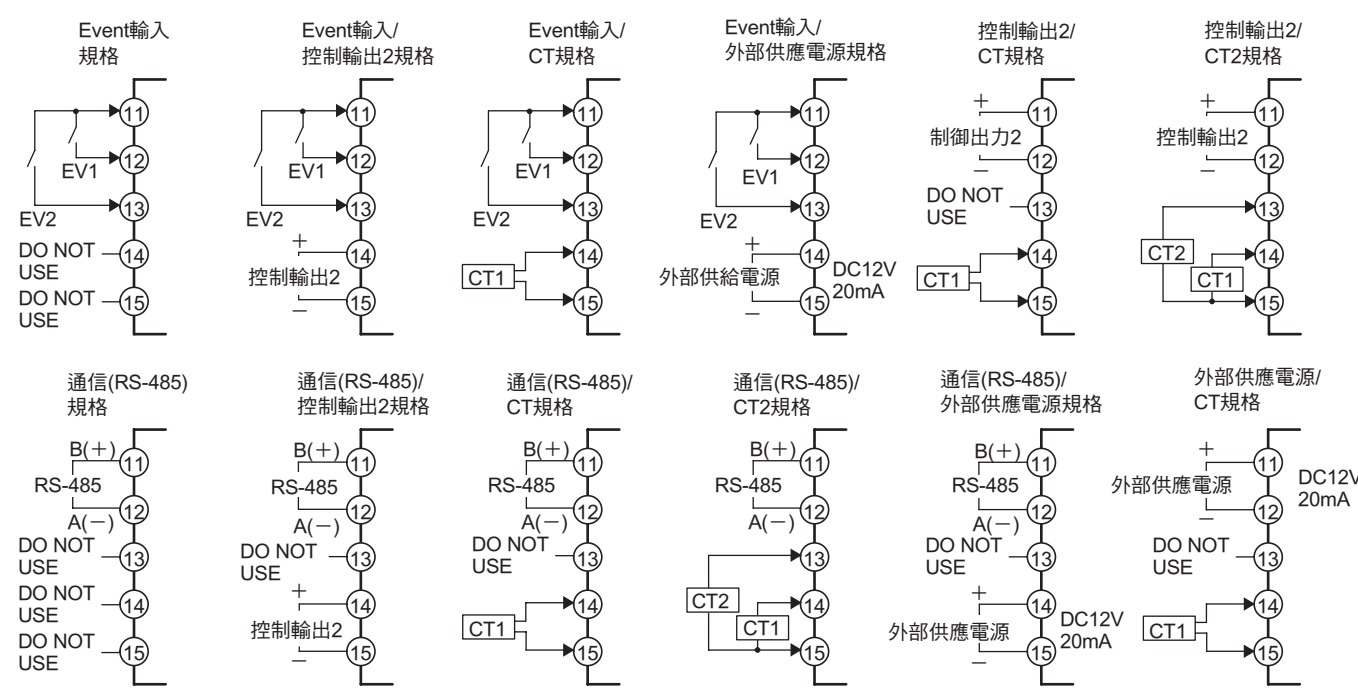 Event輸入
規格
11
12
EV1
13
EV2
DO NOT
USE
14
DO NOT
USE
15
Event輸入/
控制輸出2規格
11
12
EV1
13
EV2
+
14
控制輸出2
15
－
Event輸入/
CT規格
11
12
EV1
13
EV2
14
CT1
15
Event輸入/
外部供應電源規格
11
12
EV1
13
EV2
+
14
外部供給電源
DC12V
20mA
15
－
控制輸出2/
CT規格
+
11
制御出力2
12
－
DO NOT
USE
13
14
CT1
15
控制輸出2/
CT2規格
+
11
控制輸出2
12
－
13
CT2
14
CT1
15
通信(RS-485)
規格
B(+)
11
RS-485
12
A(－)
DO NOT
USE
13
DO NOT
USE
14
DO NOT
USE
15
通信(RS-485)/
控制輸出2規格
B(+)
11
RS-485
12
A(－)
DO NOT
USE
13
+
14
控制輸出2
15
－
通信(RS-485)/
CT規格
B(+)
11
RS-485
12
A(－)
DO NOT
USE
13
14
CT1
15
通信(RS-485)/
CT2規格
B(+)
11
RS-485
12
A(－)
13
CT2
14
CT1
15
通信(RS-485)/
外部供應電源規格
B(+)
11
RS-485
12
A(－)
DO NOT
USE
13
+
14
外部供應電源
DC12V
20mA
15
－
外部供應電源/
CT規格
+
11
外部供應電源
DC12V
20mA
12
－
DO NOT
USE
13
14
CT1
15